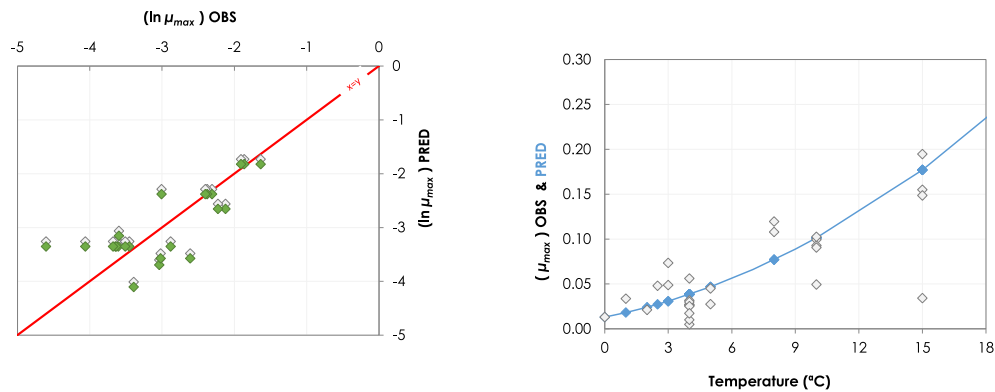 (ln μmax ) OBS
-5 -4 -3 -2 -1 0
0
-1
-2
-3
-4
-5
x=y
(ln μmax ) PRED
0.30
0.25
0.20
0.15
0.10
0.05
0.00
( μmax ) OBS & PRED
0 3 6 9 12 15 18
Temperature (ºC)